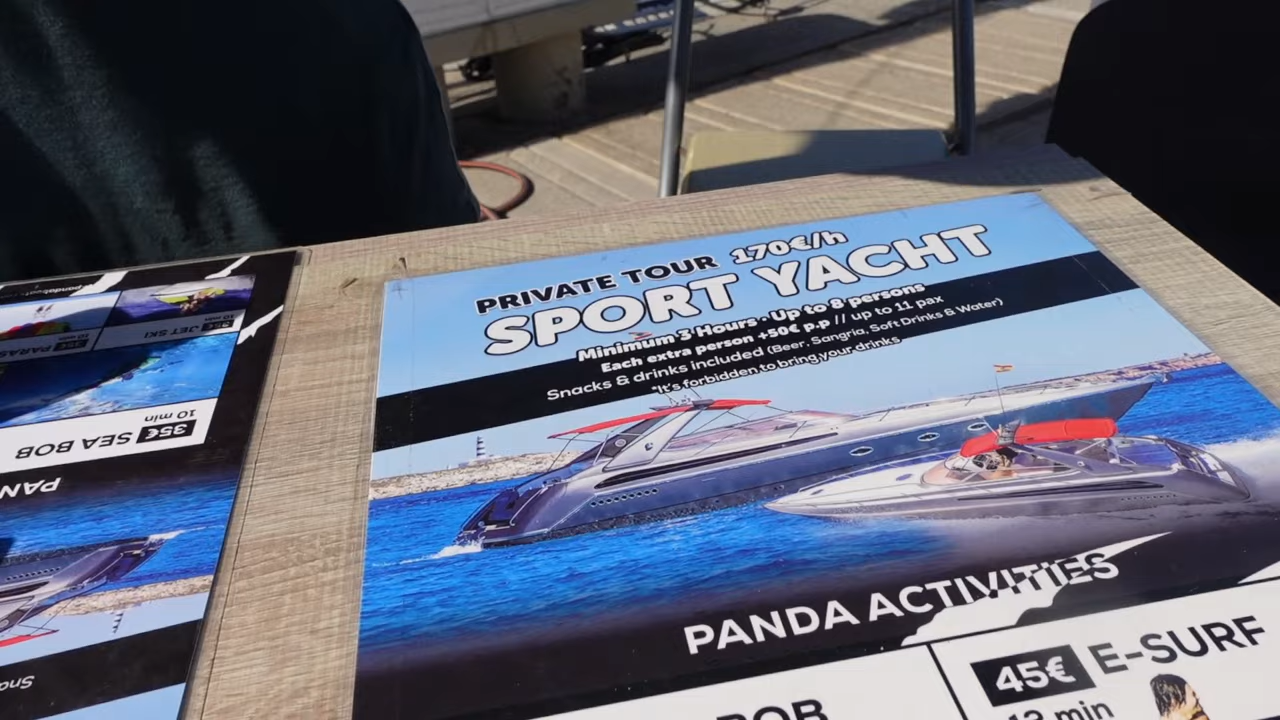 PRIVATE TOUR 170€/h
SPORT YACHT
Minimum 3 Hours · Up to 8 persons
Each extra person +50€ p.p // up to 11 pax
Snacks & drinks included (Beer, Sangria, Soft Drinks & Water)
*It's forbidden to bring your drinks
PANDA ACTIVITIES
45€ E-SURF
JET SKI
10 min
35€ SEA BOB
10 min